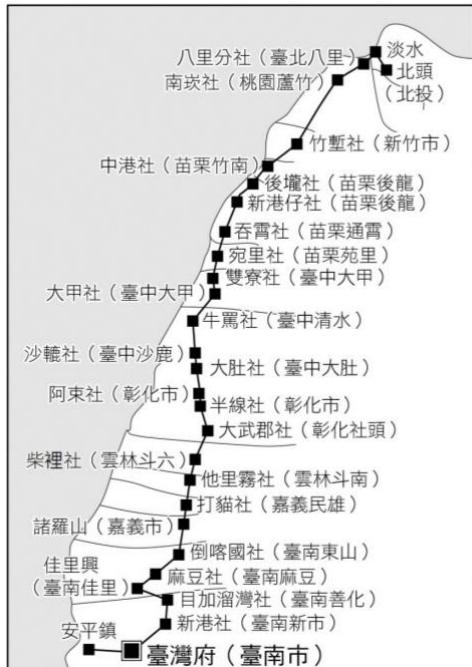 淡水
八里分社（臺北八里）
北頭
（北投）
南崁社（桃園蘆竹）
竹塹社（新竹市）
中港社（苗栗竹南）
後壠社（苗栗後龍）
新港仔社（苗栗後龍）
吞霄社（苗栗通霄）
宛里社（苗栗苑里）
雙寮社（臺中大甲）
大甲社（臺中大甲）
牛罵社（臺中清水）
沙轆社（臺中沙鹿）
大肚社（臺中大肚）
阿束社（彰化市）
半線社（彰化市）
大武郡社（彰化社頭）
柴裡社（雲林斗六）
他里霧社（雲林斗南）
打貓社（嘉義民雄）
諸羅山（嘉義市）
倒喀國社（臺南東山）
佳里興
（臺南佳里）
麻豆社（臺南麻豆）
目加溜灣社（臺南善化）
新港社（臺南新市）
安平鎮
臺灣府（臺南市）